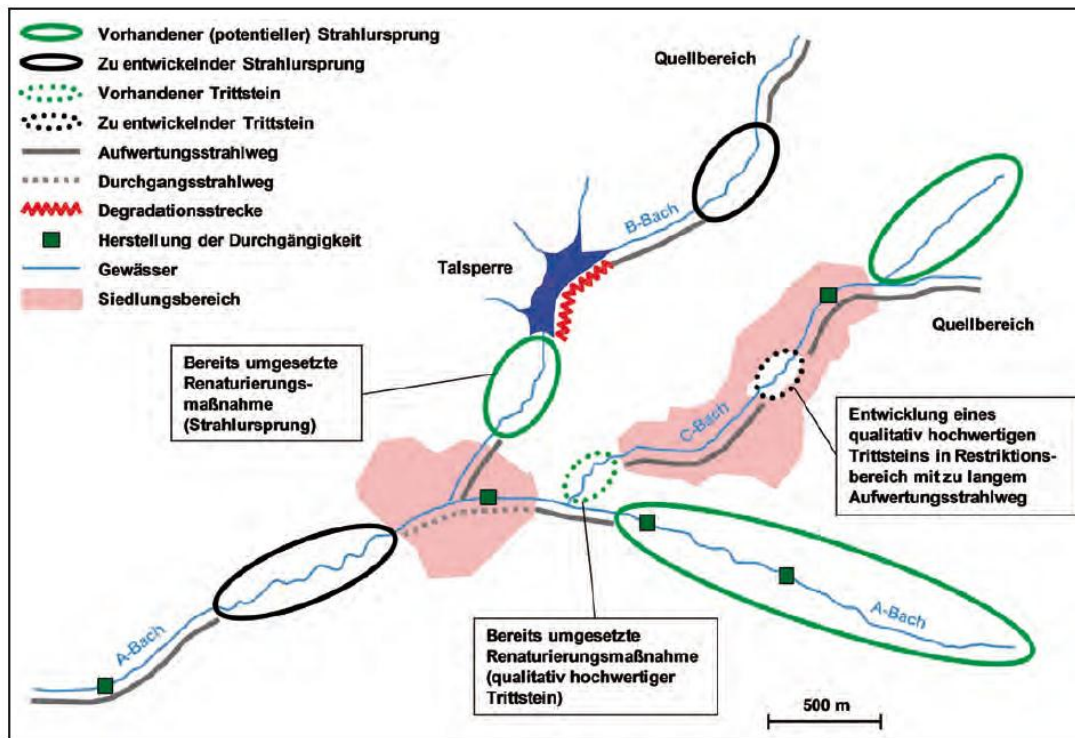 Vorhandener (potentieller) Strahlursprung
Zu entwickelnder Strahlursprung
Vorhandener Trittstein
Zu entwickelnder Trittstein
Aufwertungsstrahlweg
Durchgangsstrahlweg
Degradationsstrecke
Herstellung der Durchgängigkeit
Gewässer
Siedlungsbereich
Quellbereich
B-Bach
Talsperre
Quellbereich
Bereits umgesetzte
Renaturierungs-
maßnahme
(Strahlursprung)
C-Bach
Entwicklung eines
qualitativ hochwertigen
Trittsteins in Restriktions-
bereich mit zu langem
Aufwertungsstrahlweg
A-Bach
A-Bach
Bereits umgesetzte
Renaturierungsmaßnahme
(qualitativ hochwertiger
Trittstein)
500 m